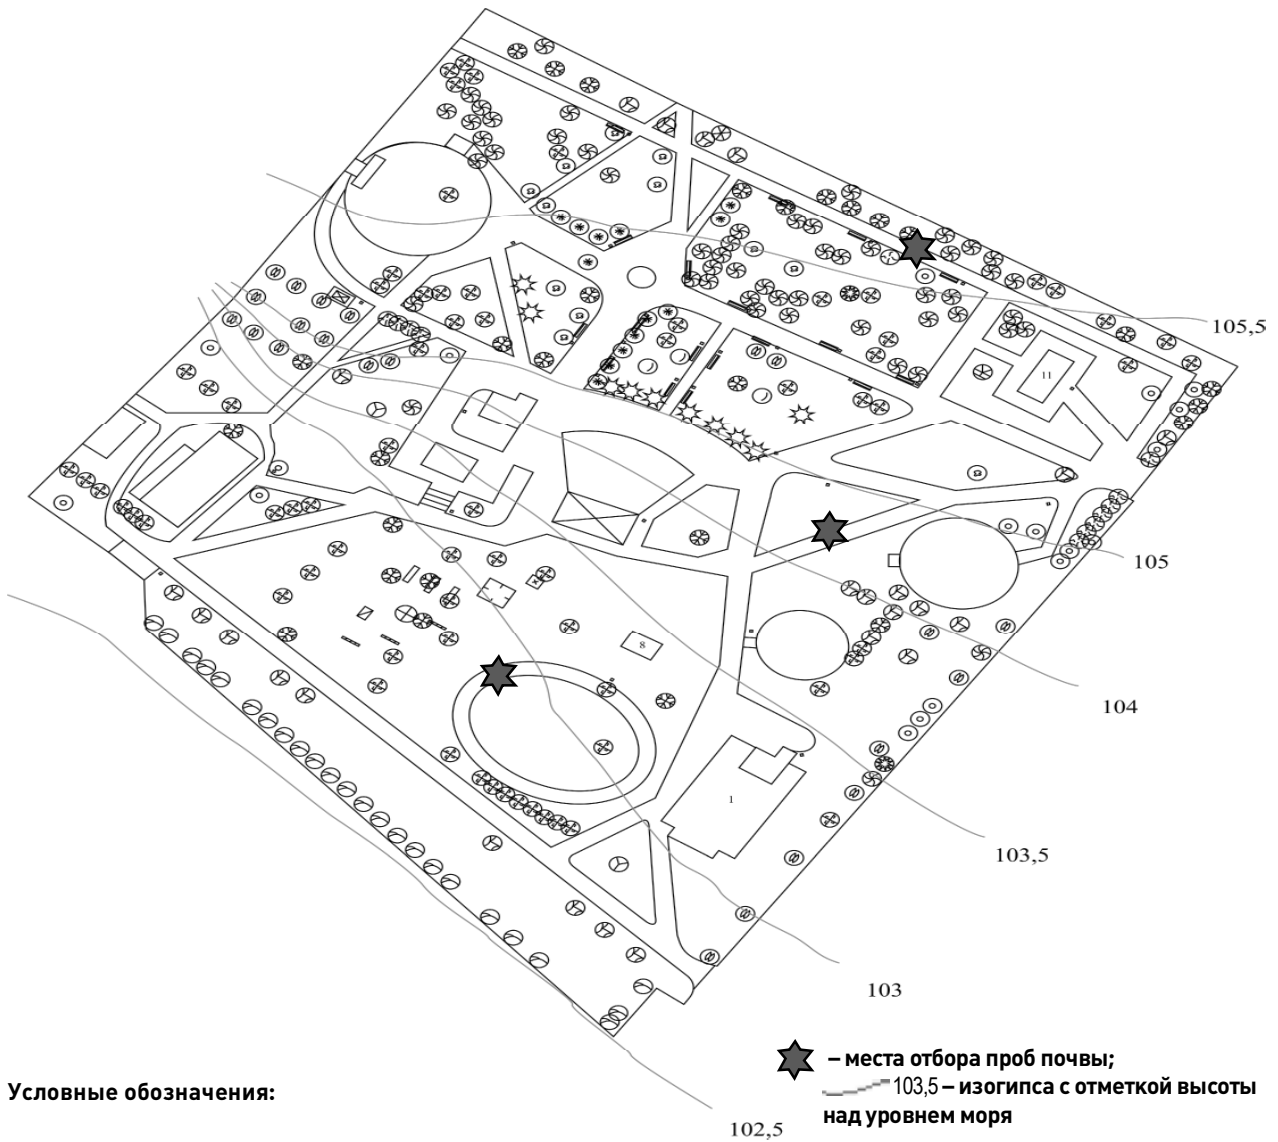 105,5
11
105
8
104
1
103,5
103
– места отбора проб почвы;
Условные обозначения:
103,5 – изогипса с отметкой высоты
над уровнем моря
102,5